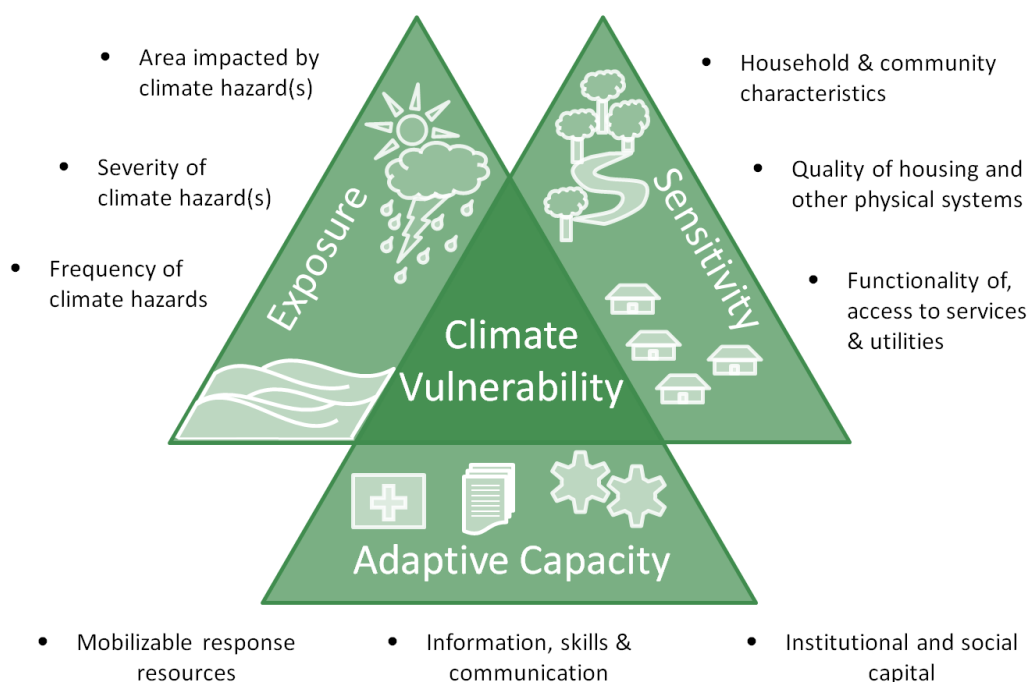 • Area impacted by
climate hazard(s)
• Severity of
climate hazard(s)
• Frequency of
climate hazards
Exposure
• Household & community
characteristics
• Quality of housing and
other physical systems
• Functionality of,
access to services
& utilities
Sensitivity
Climate
Vulnerability
Adaptive Capacity
• Mobilizable response
resources
• Information, skills &
communication
• Institutional and social
capital